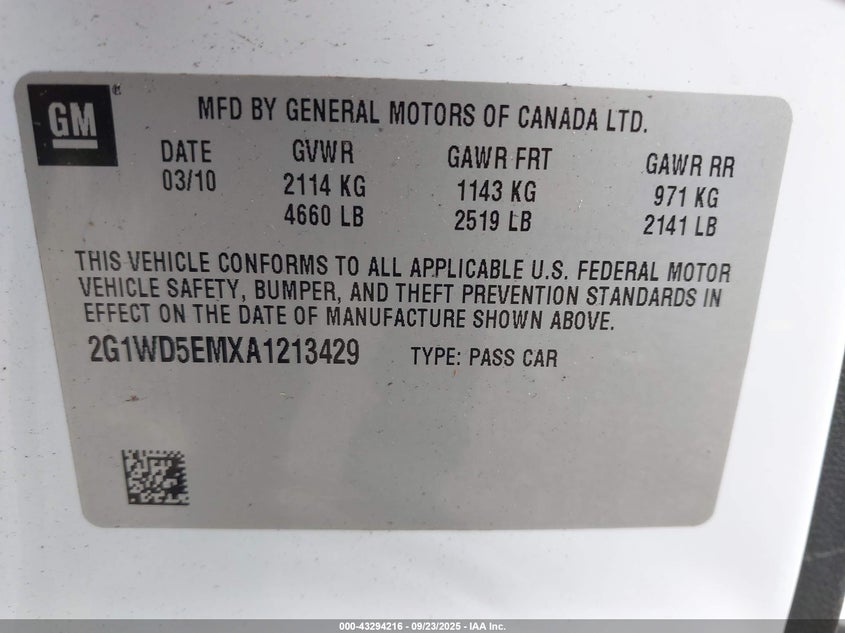 GM®
MFD BY GENERAL MOTORS OF CANADA LTD.
DATE GVWR GAWR FRT GAWR RR
03/10 2114 KG 1143 KG 971 KG
4660 LB 2519 LB 2141 LB
THIS VEHICLE CONFORMS TO ALL APPLICABLE U.S. FEDERAL MOTOR
VEHICLE SAFETY, BUMPER, AND THEFT PREVENTION STANDARDS IN
EFFECT ON THE DATE OF MANUFACTURE SHOWN ABOVE.
2G1WD5EMXA1213429 TYPE: PASS CAR
000-43294216 - 09/23/2025 - IAA Inc.